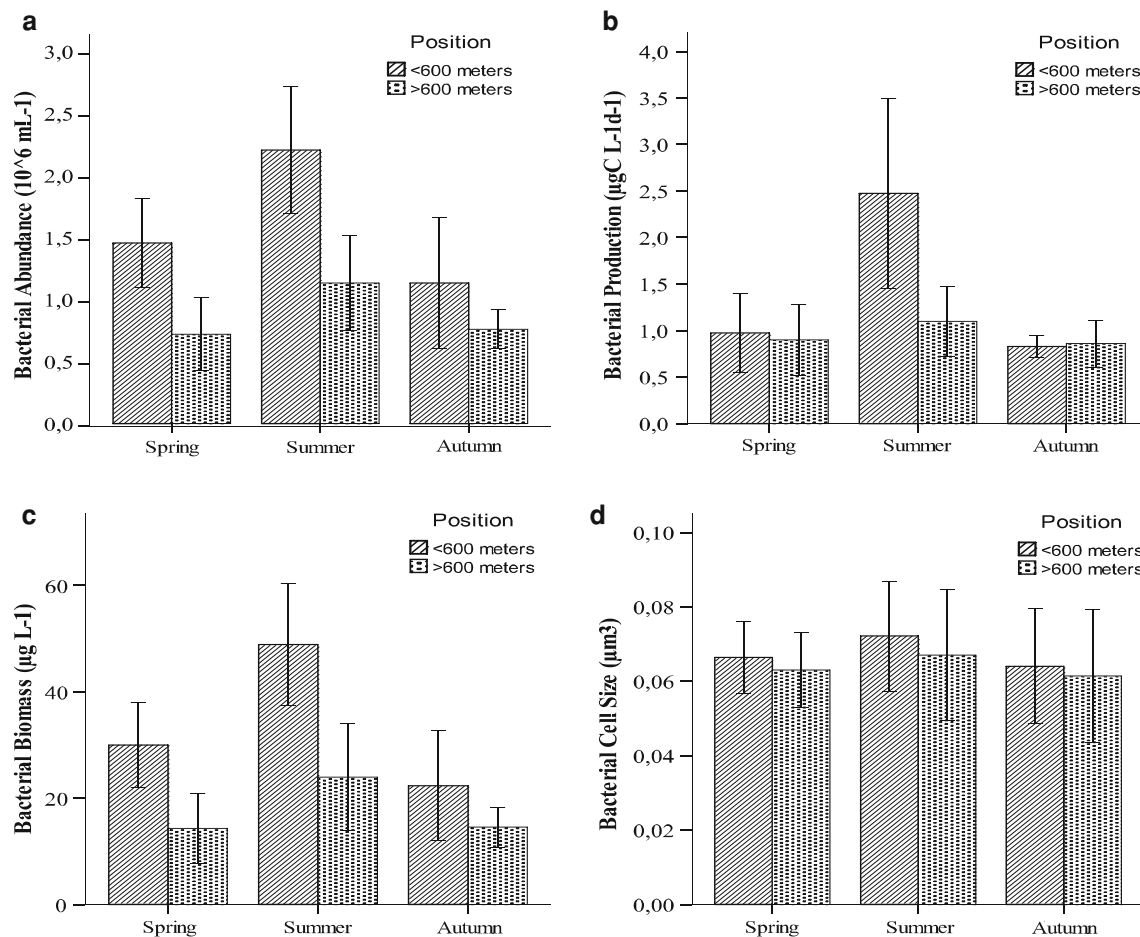 a
Position
<600 meters
>600 meters
Bacterial Abundance (10^6 mL-1)
3,0
2,5
2,0
1,5
1,0
0,5
0,0
Spring Summer Autumn
b
Position
<600 meters
>600 meters
Bacterial Production (µgC L-1d-1)
4,0
3,5
3,0
2,5
2,0
1,5
1,0
0,5
0,0
Spring Summer Autumn
c
Position
<600 meters
>600 meters
Bacterial Biomass (µg L-1)
60
40
20
0
Spring Summer Autumn
d
Position
<600 meters
>600 meters
Bacterial Cell Size (µm3)
0,10
0,08
0,06
0,04
0,02
0,00
Spring Summer Autumn